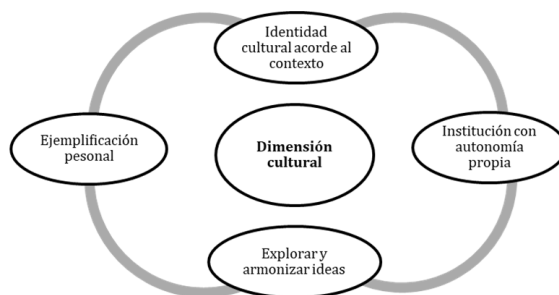 Identidad
cultural acorde al
contexto
Ejemplificación
pesonal
Dimensión
cultural
Institución con
autonomía
propia
Explorar y
armonizar ideas